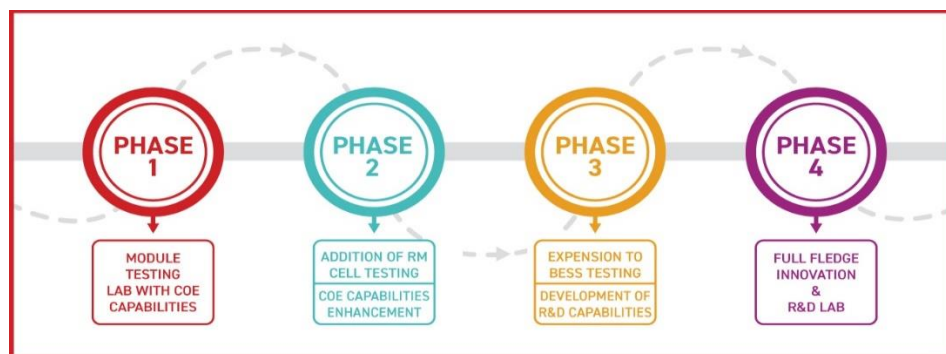 PHASE
1
PHASE
2
PHASE
3
PHASE
4
MODULE
TESTING
LAB WITH COE
CAPABILITIES
ADDITION OF RM
CELL TESTING
COE CAPABILITIES
ENHANCEMENT
EXPENSION TO
BESS TESTING
DEVELOPMENT OF
R&D CAPABILITIES
FULL FLEDGE
INNOVATION
&
R&D LAB